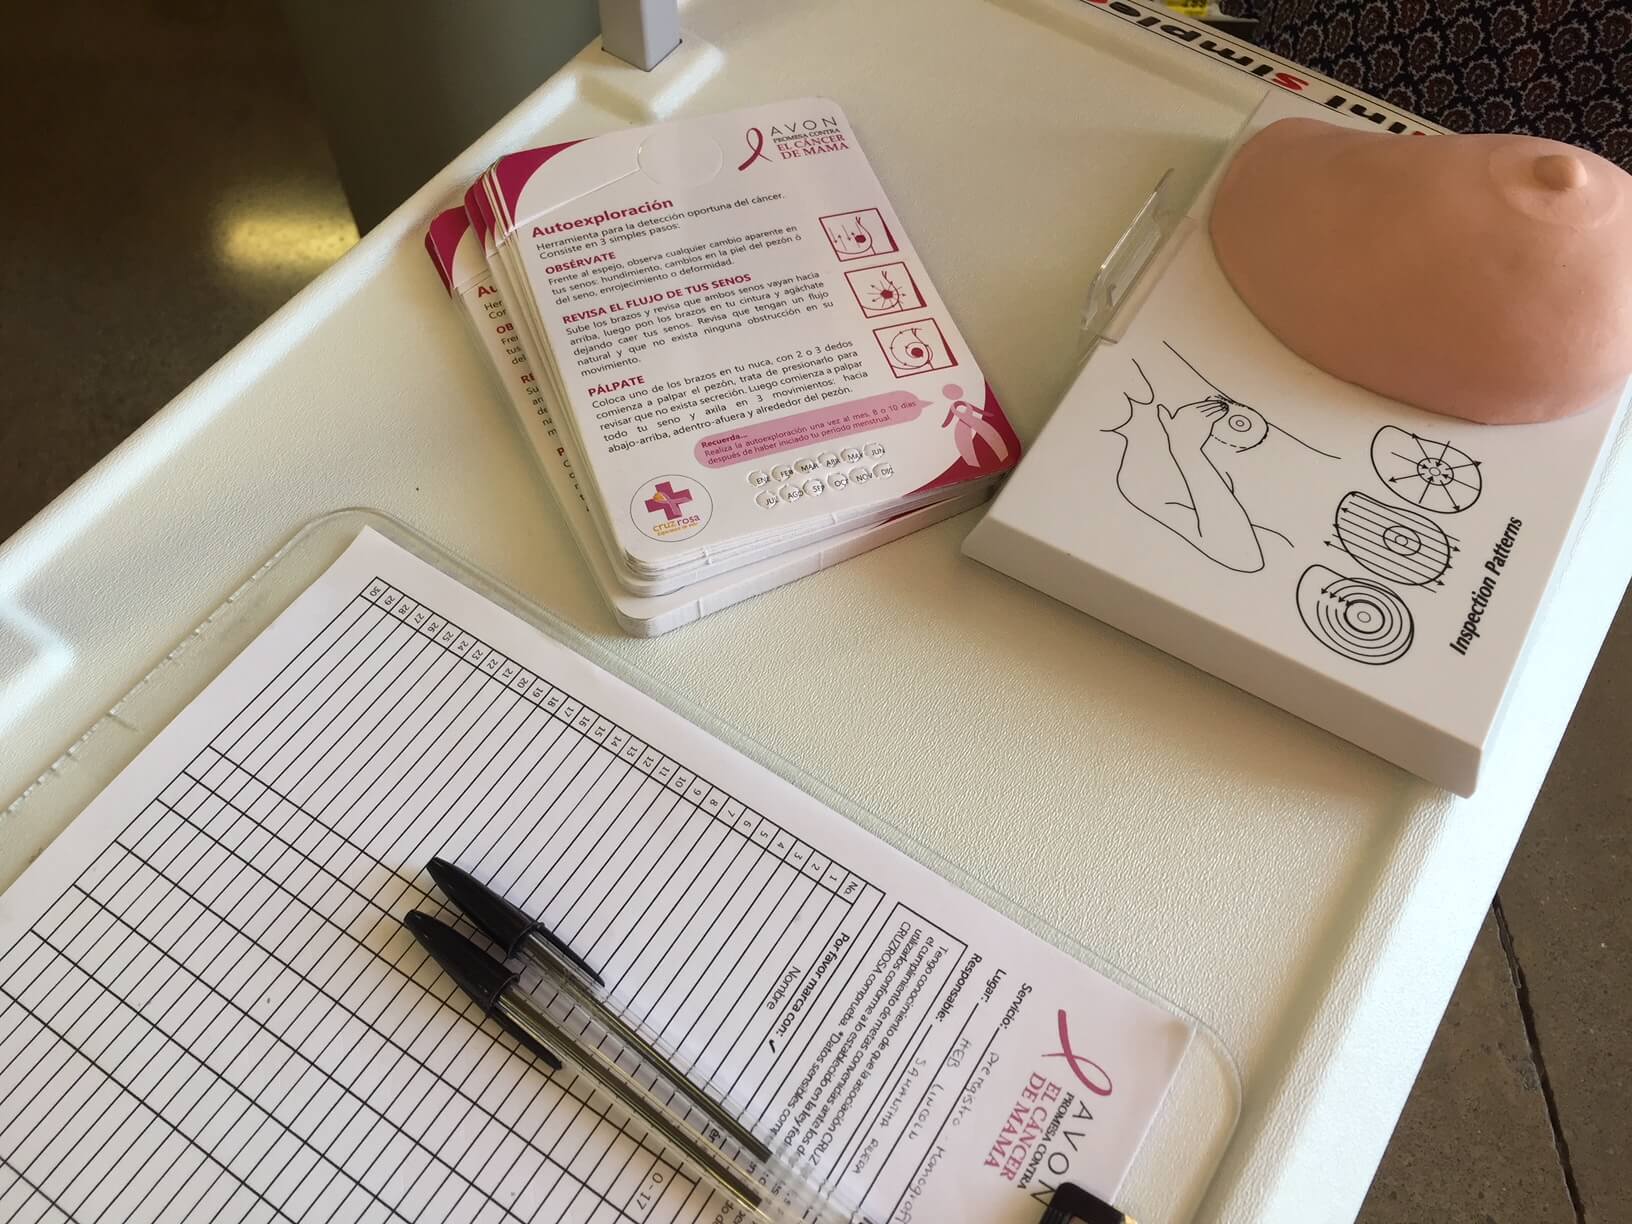 AVON
PROMESA CONTRA
EL CÁNCER
DE MAMA
Autoexploración
Herramienta para la detección oportuna del cáncer.
Consiste en 3 simples pasos:
OBSÉRVATE
Frente al espejo, observa cualquier cambio aparente en
tus senos: hundimiento, cambios en la piel del pezón ó
del seno, enrojecimiento o deformidad.
REVISA EL FLUJO DE TUS SENOS
Sube los brazos y revisa que ambos senos vayan hacia
arriba, luego pon los brazos en tu cintura y agáchate
dejando caer tus senos. Revisa que tengan un flujo
natural y que no exista ninguna obstrucción en su
movimiento.
PÁLPATE
Coloca uno de los brazos en tu nuca, con 2 o 3 dedos
comienza a palpar el pezón, trata de presionarlo para
revisar que no exista secreción. Luego comienza a palpar
todo tu seno y axila en 3 movimientos: hacia
abajo-arriba, adentro-afuera y alrededor del pezón.
Recuerda...
Realiza la autoexploración una vez al mes, 8 o 10 días
después de haber iniciado tu periodo menstrual.
ENE FEB MAR ABR MAY JUN
JUL AGO SEP OCT NOV DIC
cruz rosa
Inspection Patterns
Mini Simple
AVON
PROMESA CONTRA
EL CÁNCER
DE MAMA
Servicio: Preregistro - Mamografí
Lugar: HEB LINCOLN
Responsable:
Tengo conocimiento de que la asociación CRUZ
el cumplimiento de metas convenidas ante los
utilizarlos conforme a lo establecido en la ley fed
CRUZROSA comprueba. *Datos sensibles
Por favor marca con: ✓
No. Nombre
0-17
1
2
3
4
5
6
7
8
9
10
11
12
13
14
15
16
17
18
19
20
21
22
23
24
25
26
27
28
29
30